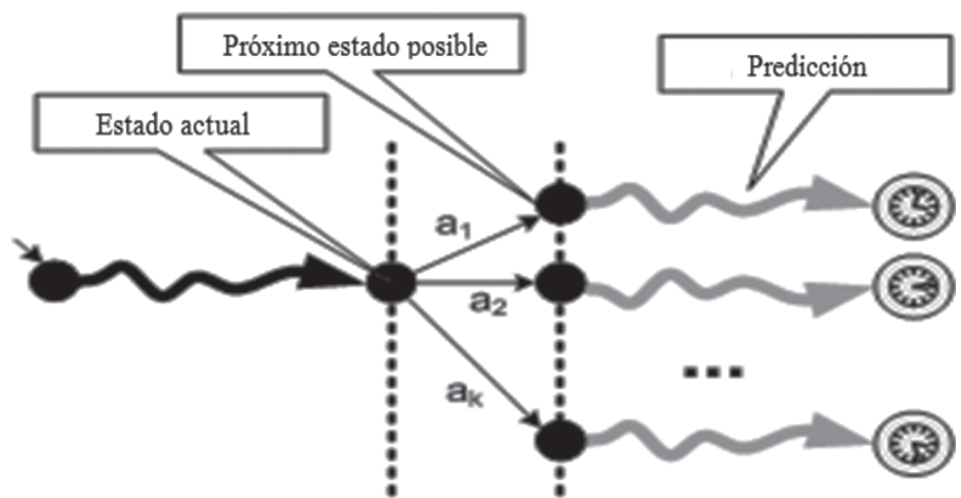 Próximo estado posible
Predicción
Estado actual
a1
a2
ak
...